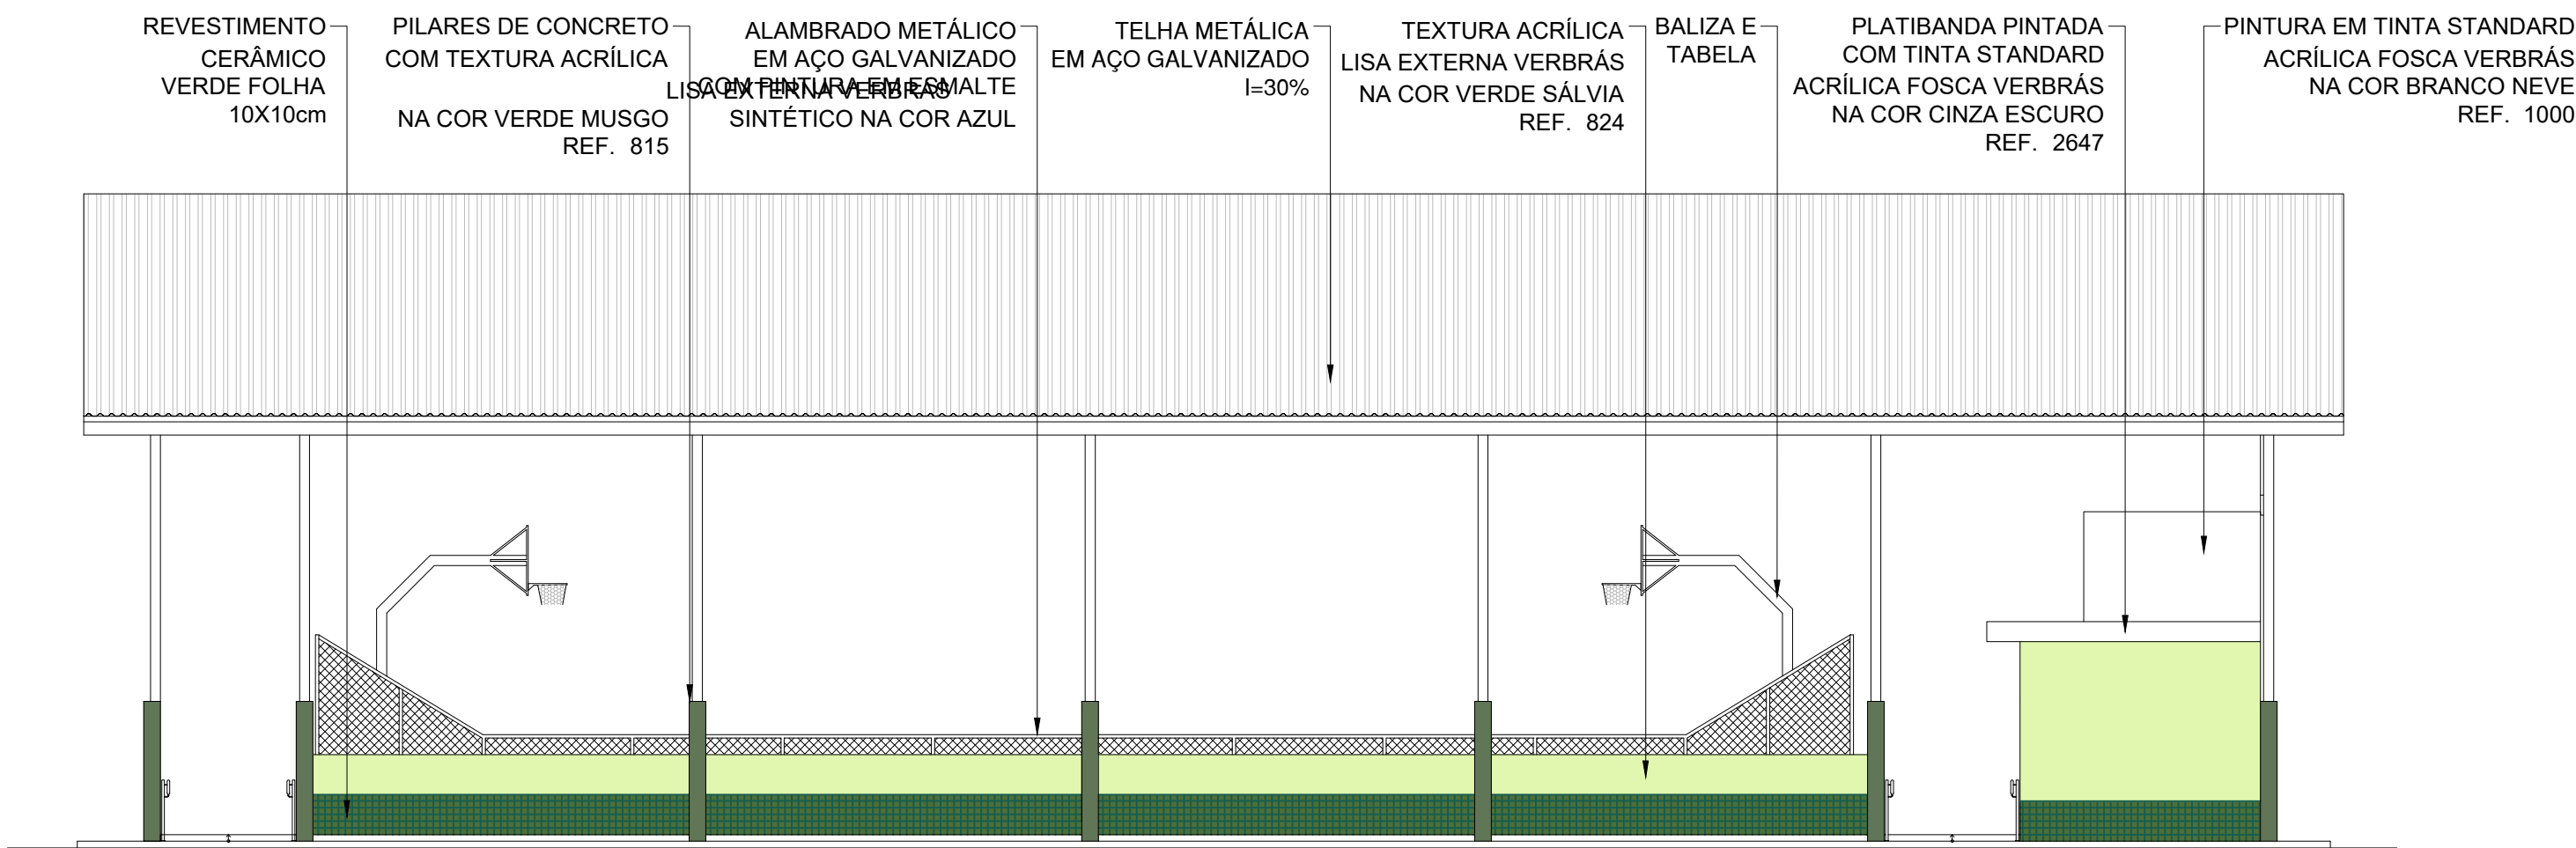 REVESTIMENTO
CERÂMICO
VERDE FOLHA
10X10cm
PILARES DE CONCRETO
COM TEXTURA ACRÍLICA
LISA EXTERNA VERBRÁS
NA COR VERDE MUSGO
REF. 815
ALAMBRADO METÁLICO
EM AÇO GALVANIZADO
COM PINTURA EM ESMALTE
SINTÉTICO NA COR AZUL
TELHA METÁLICA
EM AÇO GALVANIZADO
I=30%
TEXTURA ACRÍLICA
LISA EXTERNA VERBRÁS
NA COR VERDE SÁLVIA
REF. 824
BALIZA E
TABELA
PLATIBANDA PINTADA
COM TINTA STANDARD
ACRÍLICA FOSCA VERBRÁS
NA COR CINZA ESCURO
REF. 2647
PINTURA EM TINTA STANDARD
ACRÍLICA FOSCA VERBRÁS
NA COR BRANCO NEVE
REF. 1000